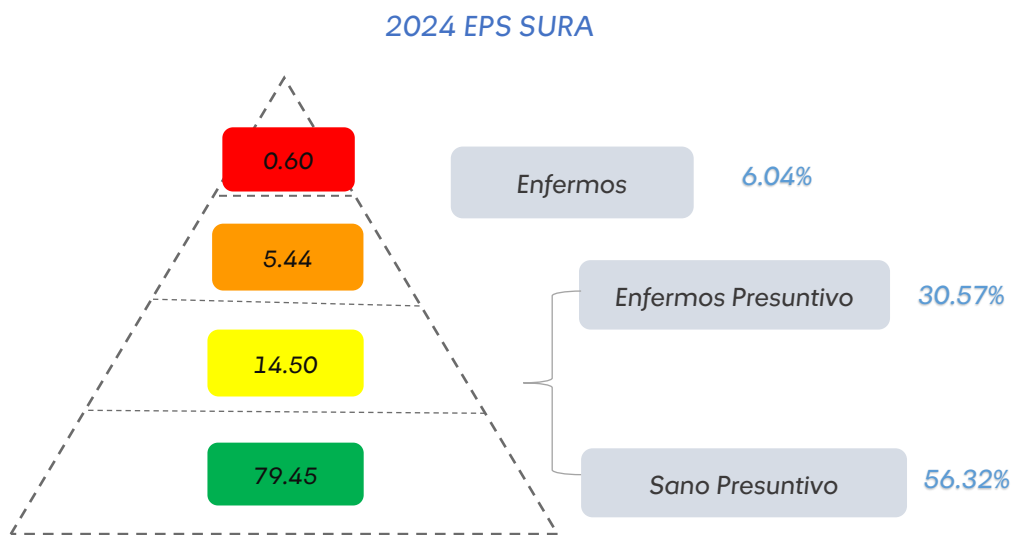 2024 EPS SURA
0.60
Enfermos
6.04%
5.44
Enfermos Presuntivo
30.57%
14.50
79.45
Sano Presuntivo
56.32%